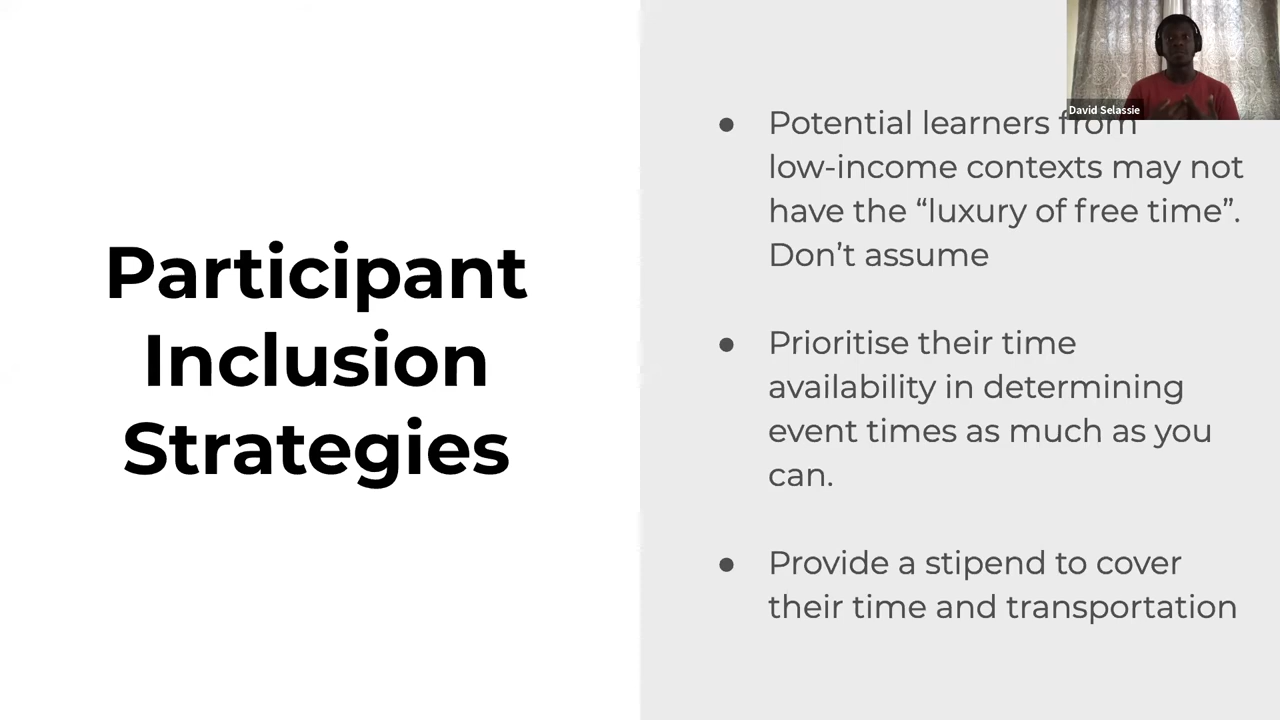 Participant
Inclusion
Strategies
David Selassie
● Potential learners from
low-income contexts may not
have the “luxury of free time”.
Don’t assume
● Prioritise their time
availability in determining
event times as much as you
can.
● Provide a stipend to cover
their time and transportation